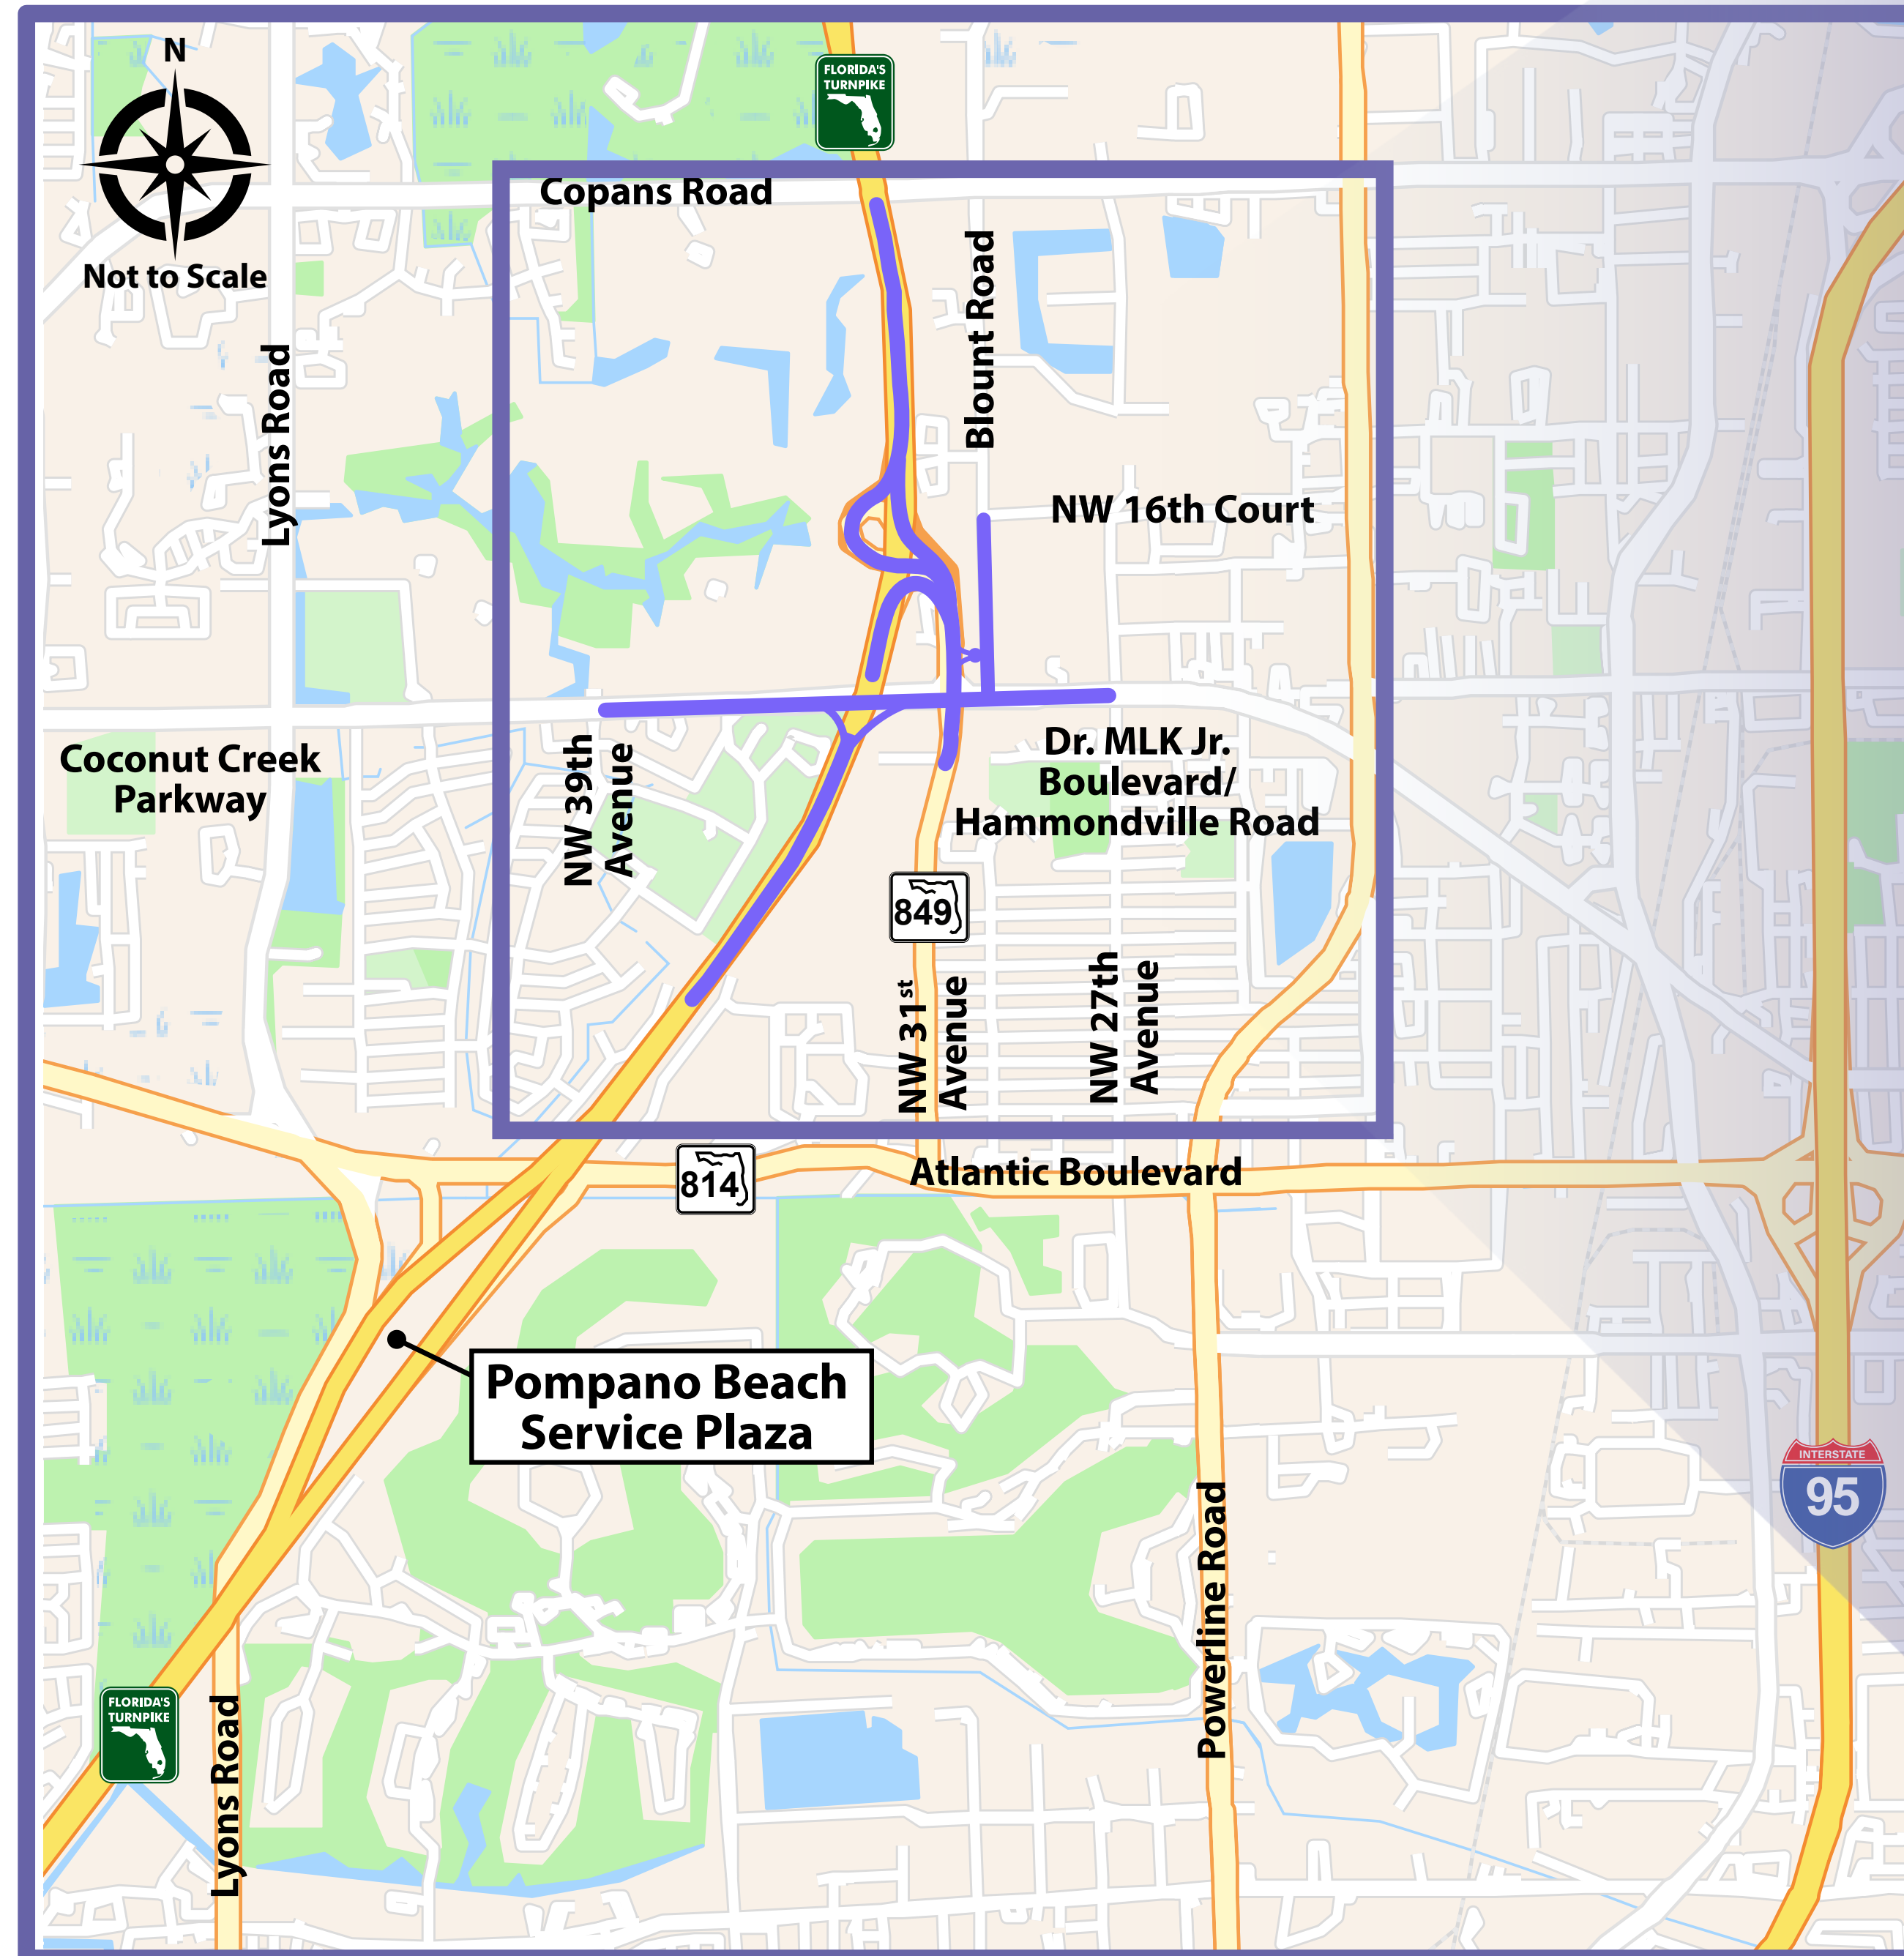 N
Not to Scale
FLORIDA'S
TURNPIKE
Copans Road
Blount Road
Lyons Road
NW 16th Court
Coconut Creek
Parkway
NW 39th
Avenue
Dr. MLK Jr.
Boulevard/
Hammondville Road
849
NW 31st
Avenue
NW 27th
Avenue
814
Atlantic Boulevard
Pompano Beach
Service Plaza
INTERSTATE
95
Powerline Road
FLORIDA'S
TURNPIKE
Lyons Road